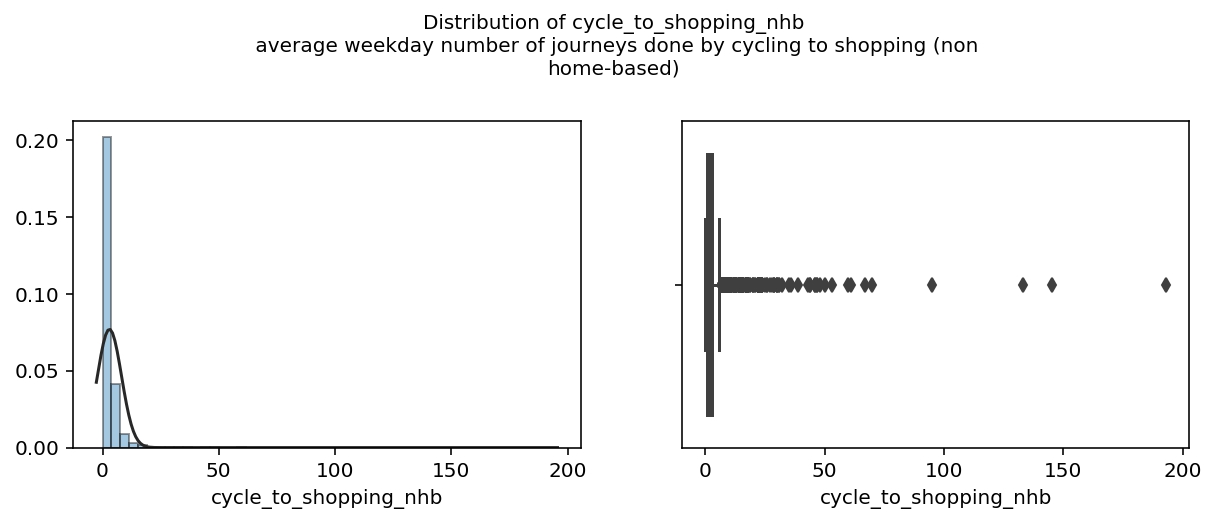 Distribution of cycle_to_shopping_nhb
average weekday number of journeys done by cycling to shopping (non
home-based)
0.20
0.15
0.10
0.05
0.00
0 50 100 150 200
cycle_to_shopping_nhb
0 50 100 150 200
cycle_to_shopping_nhb